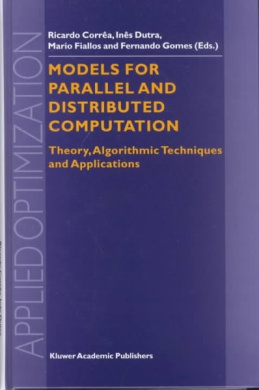 Ricardo Corrêa, Inês Dutra,
Mario Fiallos and Fernando Gomes (Eds.)
MODELS FOR
PARALLEL AND
DISTRIBUTED
COMPUTATION
Theory, Algorithmic Techniques
and Applications
APPLIED OPTIMIZATION
Kluwer Academic Publishers